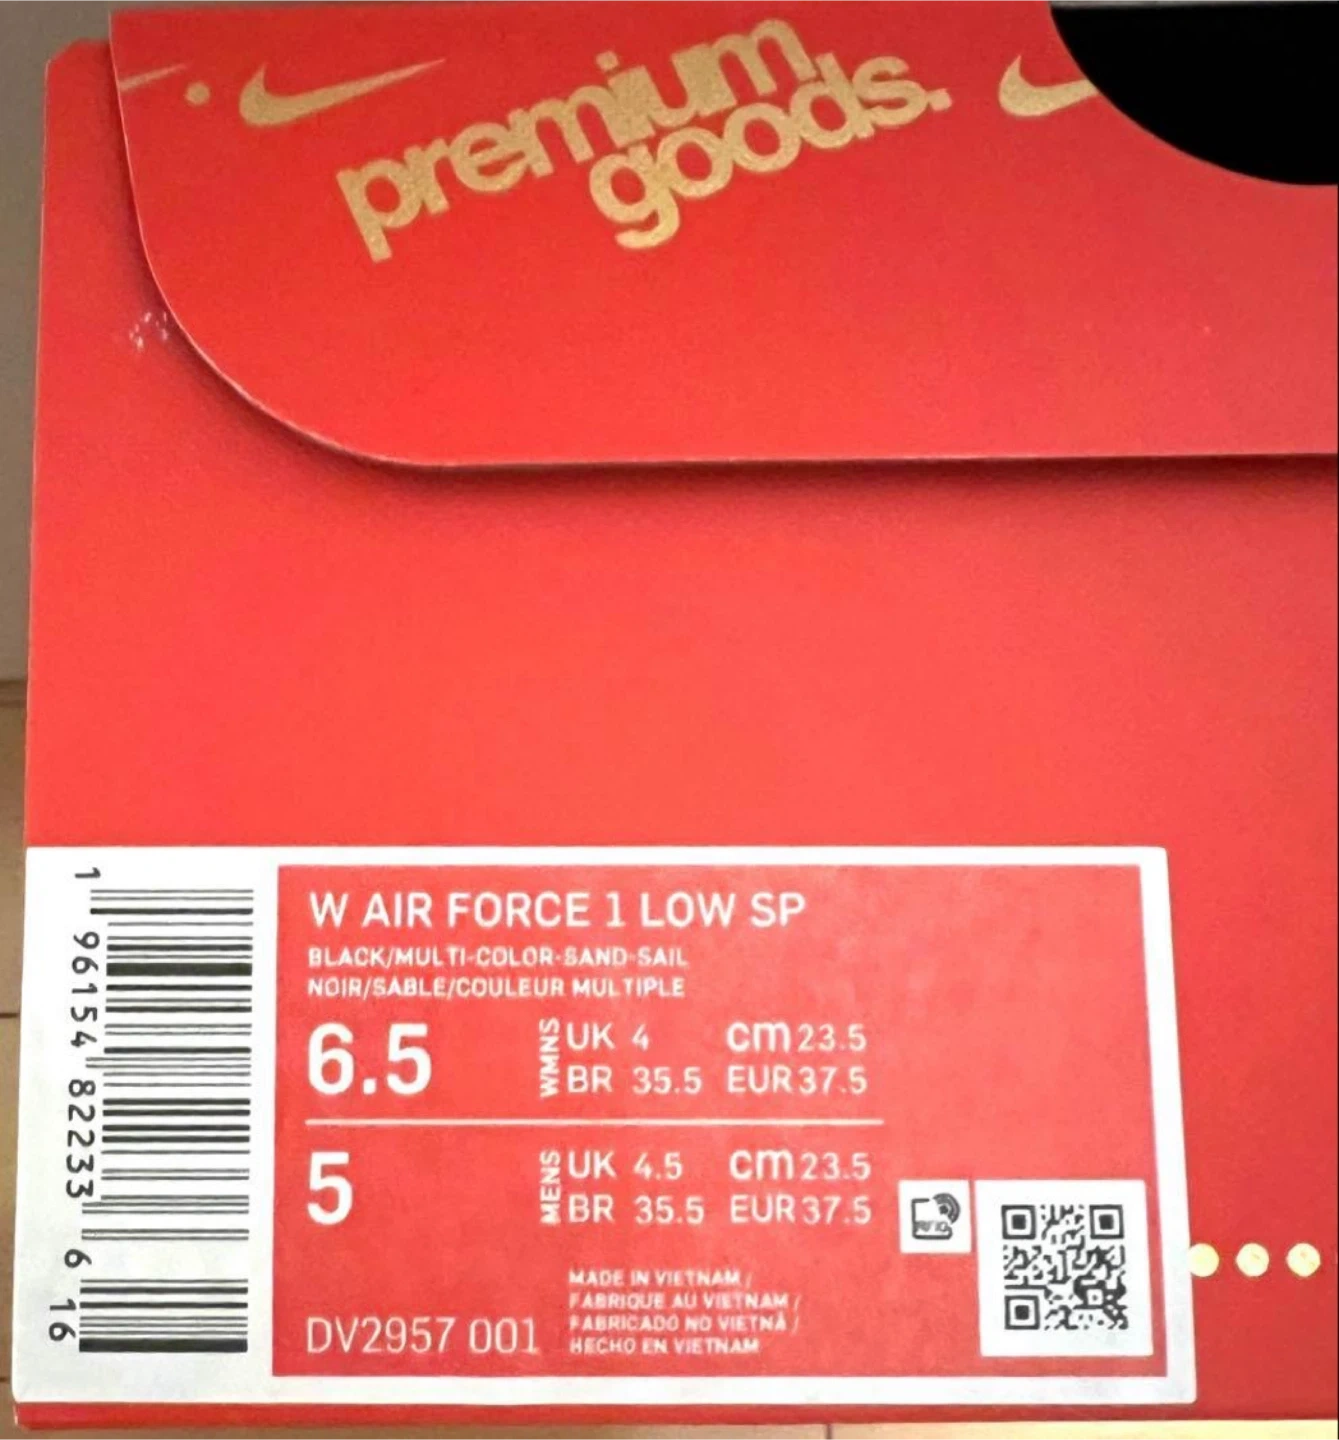 premium
goods.
W AIR FORCE 1 LOW SP
BLACK/MULTI-COLOR-SAND-SAIL
NOIR/SABLE/COULEUR MULTIPLE
6.5 WMNS UK 4 cm 23.5
BR 35.5 EUR 37.5
5 MENS UK 4.5 cm 23.5
BR 35.5 EUR 37.5
RFID
MADE IN VIETNAM /
FABRIQUE AU VIETNAM /
FABRICADO NO VIETNÃ /
HECHO EN VIETNAM
DV2957 001
1 96154 82233 6 16